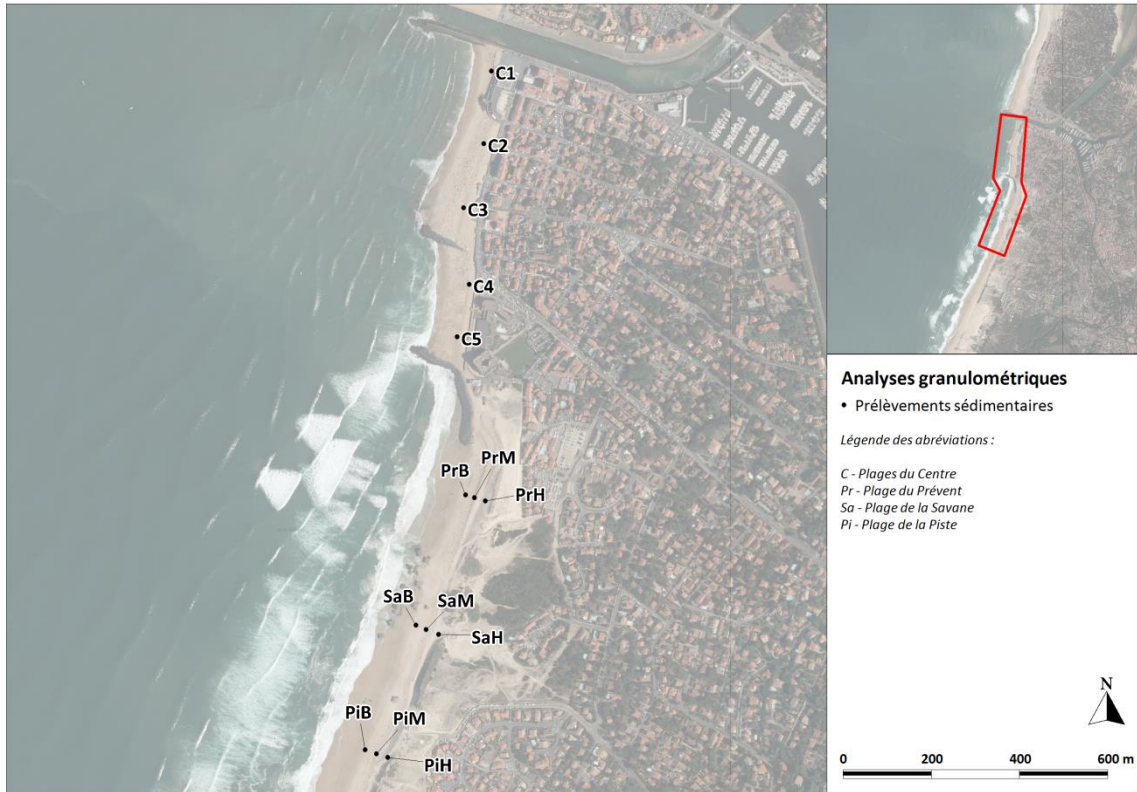 C1
C2
C3
C4
C5
PrB
PrM
PrH
SaB
SaM
SaH
PiB
PiM
PiH
Analyses granulométriques
• Prélèvements sédimentaires
Légende des abréviations :
C - Plages du Centre
Pr - Plage du Prévent
Sa - Plage de la Savane
Pi - Plage de la Piste
N
0 200 400 600 m